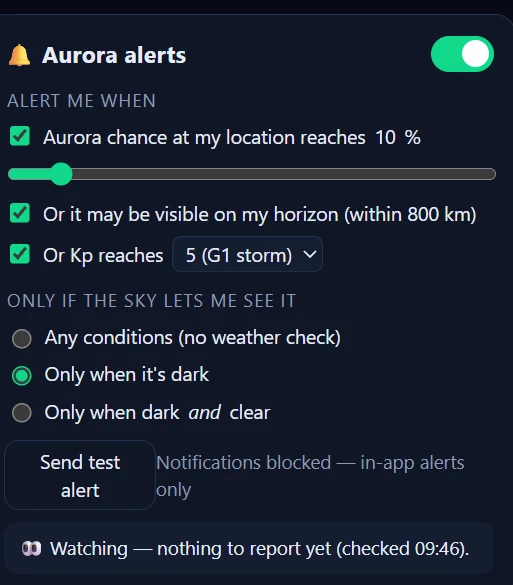 Aurora alerts
ALERT ME WHEN
Aurora chance at my location reaches 10 %
Or it may be visible on my horizon (within 800 km)
Or Kp reaches 5 (G1 storm)
ONLY IF THE SKY LETS ME SEE IT
Any conditions (no weather check)
Only when it's dark
Only when dark and clear
Send test
alert
Notifications blocked — in-app alerts
only
Watching — nothing to report yet (checked 09:46).